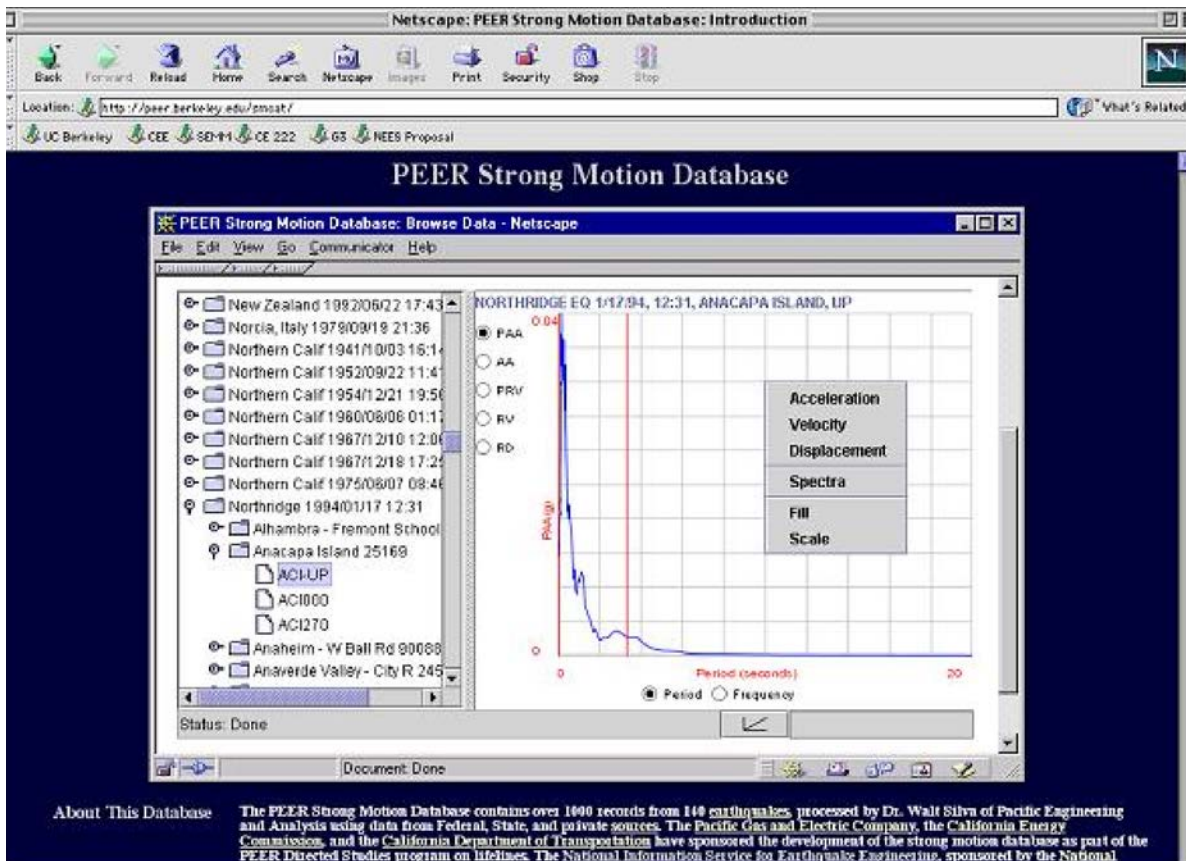 Netscape: PEER Strong Motion Database: Introduction
Back Forward Reload Home Search Netscape Images Print Security Shop Stop
N
Location: http://peer.berkeley.edu/smcat/ What's Related
UC Berkeley CEE SEMM CE 222 G3 NEES Proposal
PEER Strong Motion Database
PEER Strong Motion Database: Browse Data - Netscape
File Edit View Go Communicator Help
New Zealand 1992/06/22 17:43
Norcia, Italy 1979/09/19 21:36
Northern Calif 1941/10/03 16:14
Northern Calif 1952/09/22 11:41
Northern Calif 1954/12/21 19:56
Northern Calif 1960/06/06 01:17
Northern Calif 1967/12/10 12:06
Northern Calif 1967/12/18 17:25
Northern Calif 1975/06/07 08:46
Northridge 1994/01/17 12:31
Alhambra - Fremont School
Anacapa Island 25169
ACI-UP
ACI000
ACI270
Anaheim - W Ball Rd 90088
Anaverde Valley - City R 245
NORTHRIDGE EQ 1/17/94, 12:31, ANACAPA ISLAND, UP
PAA
AA
PRV
RV
RD
0.04
PAA (g)
0
0 Period (seconds) 20
Period Frequency
Acceleration
Velocity
Displacement
Spectra
Fill
Scale
Status: Done
Document: Done
About This Database
The PEER Strong Motion Database contains over 1000 records from 140 earthquakes, processed by Dr. Walt Silva of Pacific Engineering
and Analysis using data from Federal, State, and private sources. The Pacific Gas and Electric Company, the California Energy
Commission, and the California Department of Transportation have sponsored the development of the strong motion database as part of the
PEER Directed Studies program on lifelines. The National Information Service for Earthquake Engineering, sponsored by the National